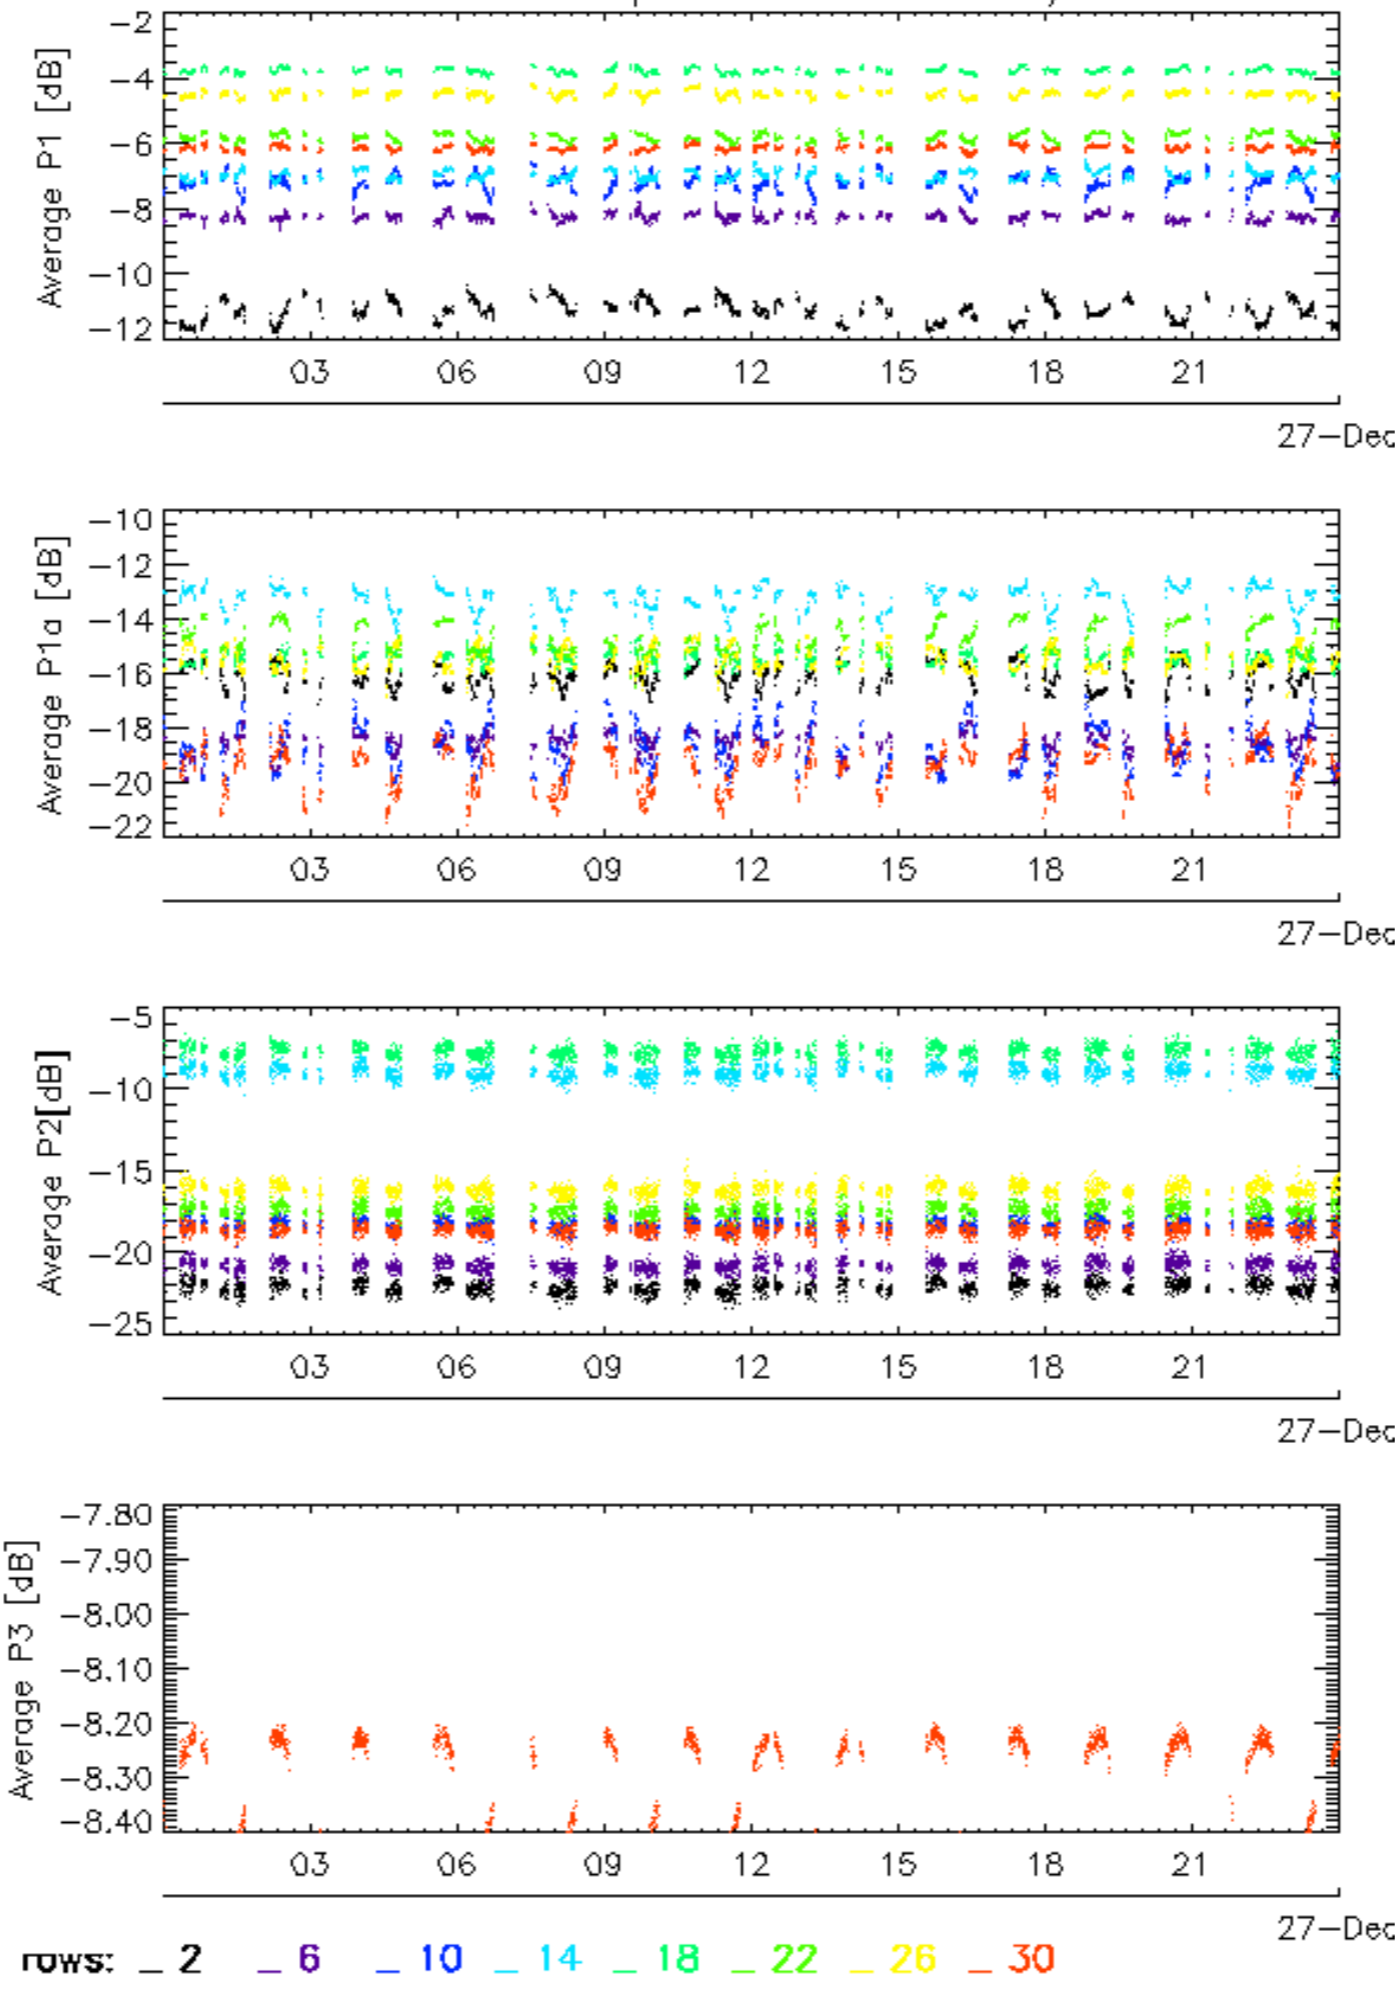 -2
-4
-6
-8
-10
-12
Average P1 [dB]
03 06 09 12 15 18 21
27-Dec
-10
-12
-14
-16
-18
-20
-22
Average P1a [dB]
03 06 09 12 15 18 21
27-Dec
-5
-10
-15
-20
-25
Average P2[dB]
03 06 09 12 15 18 21
27-Dec
-7.80
-7.90
-8.00
-8.10
-8.20
-8.30
-8.40
Average P3 [dB]
03 06 09 12 15 18 21
27-Dec
rows: _ 2 _ 6 _ 10 _ 14 _ 18 _ 22 _ 26 _ 30